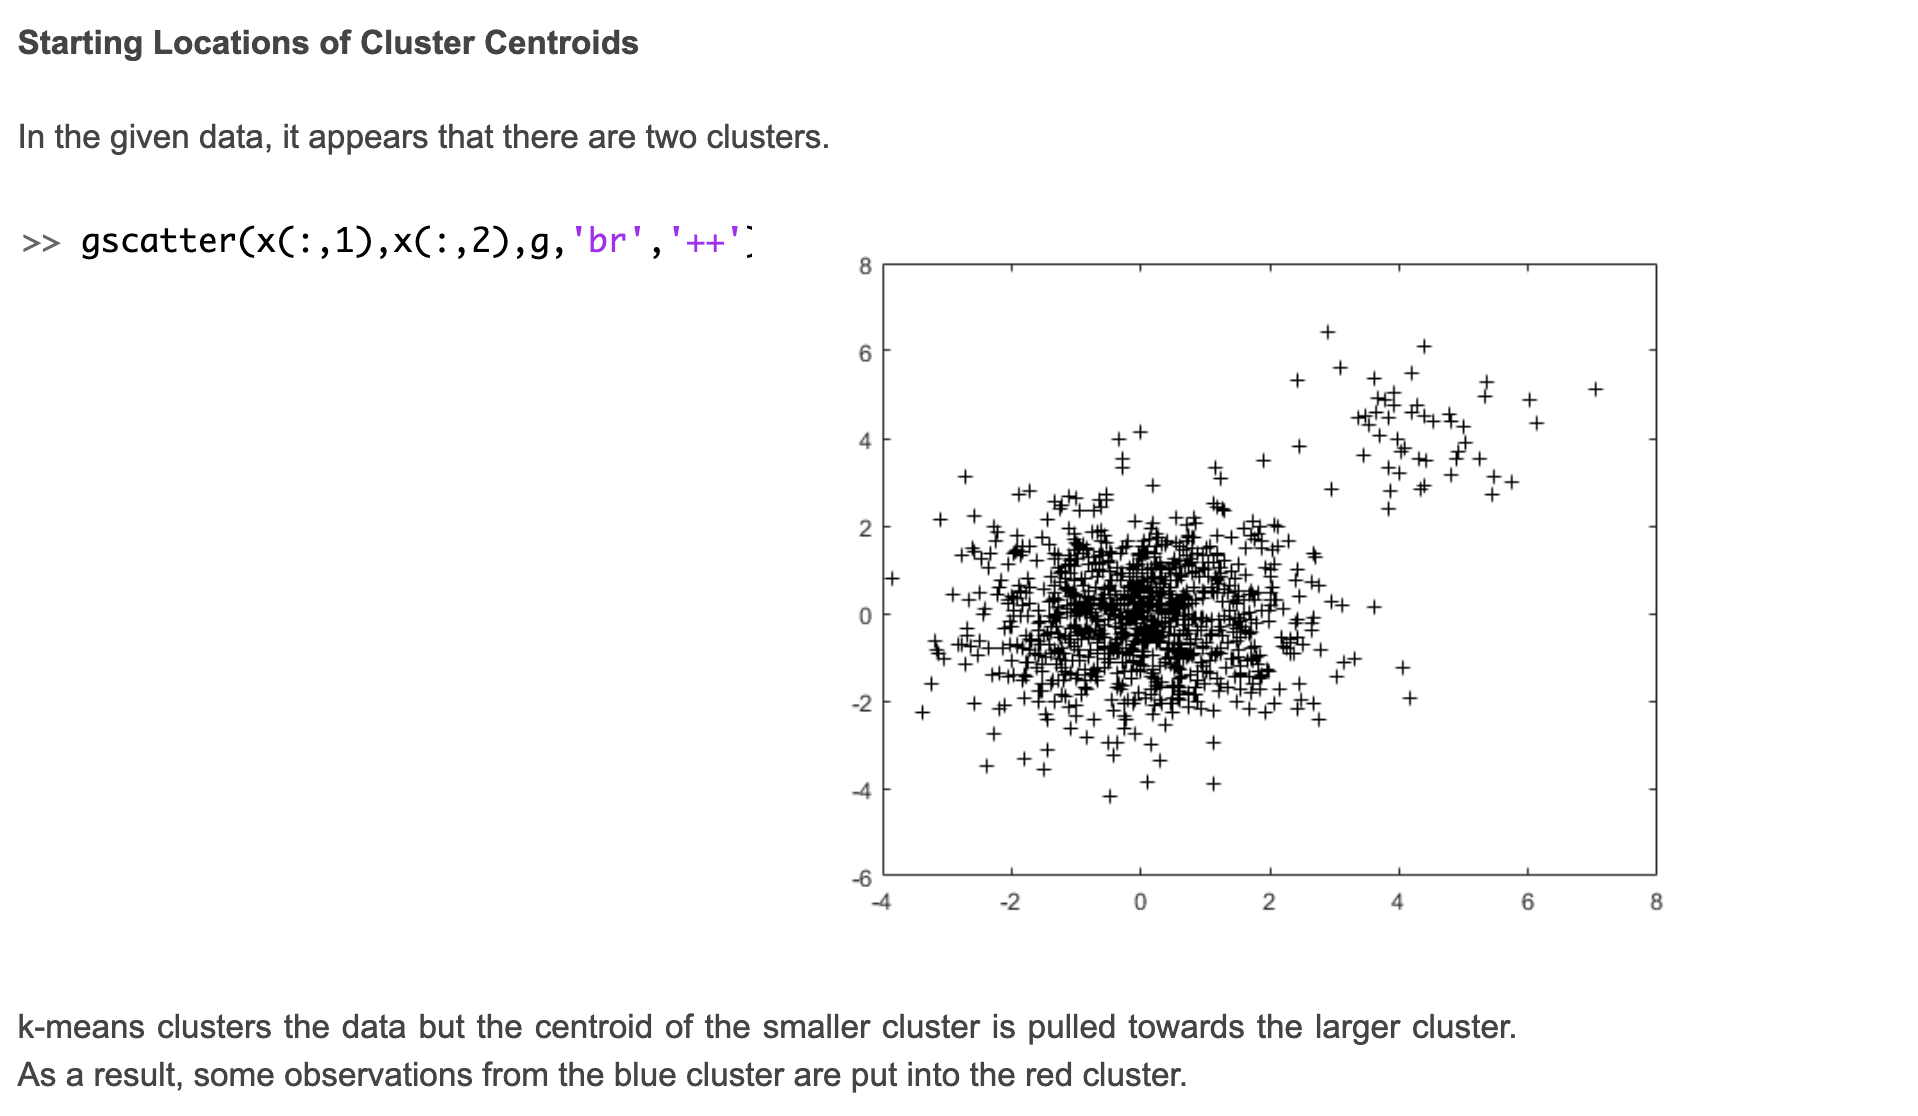 Starting Locations of Cluster Centroids
In the given data, it appears that there are two clusters.
>> gscatter(x(:,1),x(:,2),g,'br','++')
8
6
4
2
0
-2
-4
-6
-4 -2 0 2 4 6 8
k-means clusters the data but the centroid of the smaller cluster is pulled towards the larger cluster.
As a result, some observations from the blue cluster are put into the red cluster.